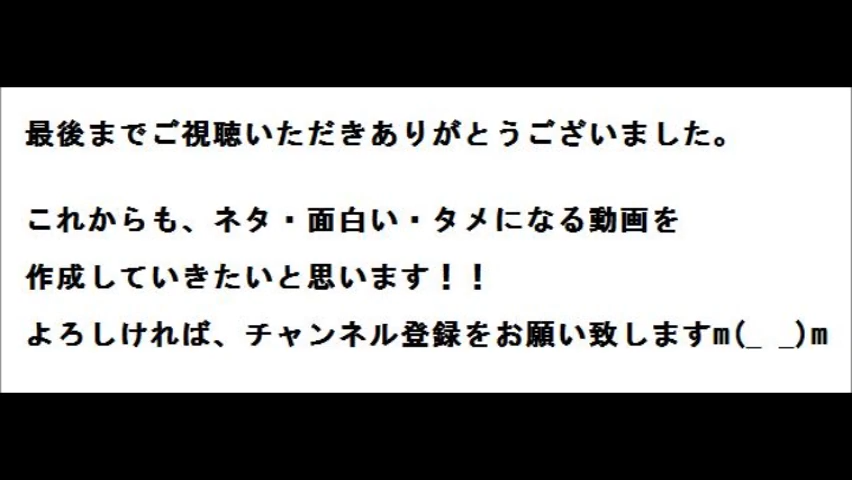 最後までご視聴いただきありがとうございました。
これからも、ネタ・面白い・タメになる動画を
作成していきたいと思います！！
よろしければ、チャンネル登録をお願い致しますm(_ _)m